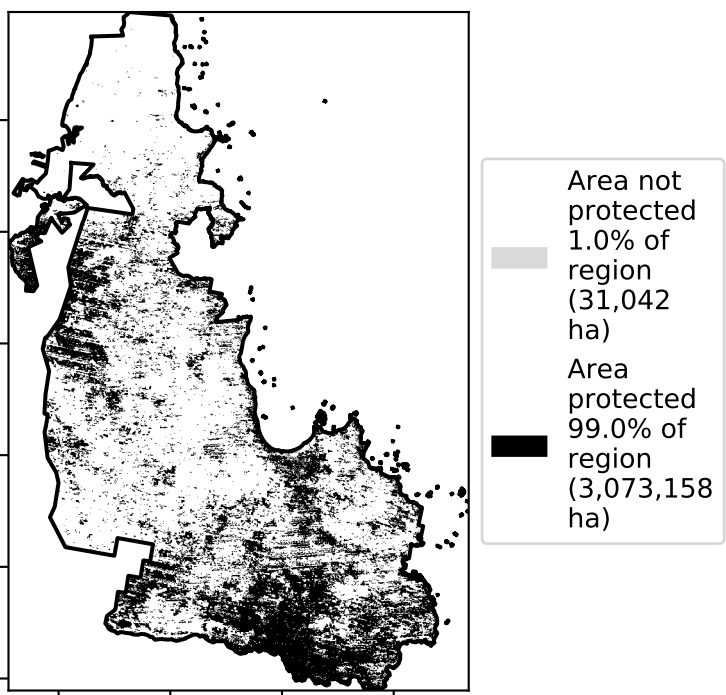 Area not
protected
1.0% of
region
(31,042
ha)
Area
protected
99.0% of
region
(3,073,158
ha)